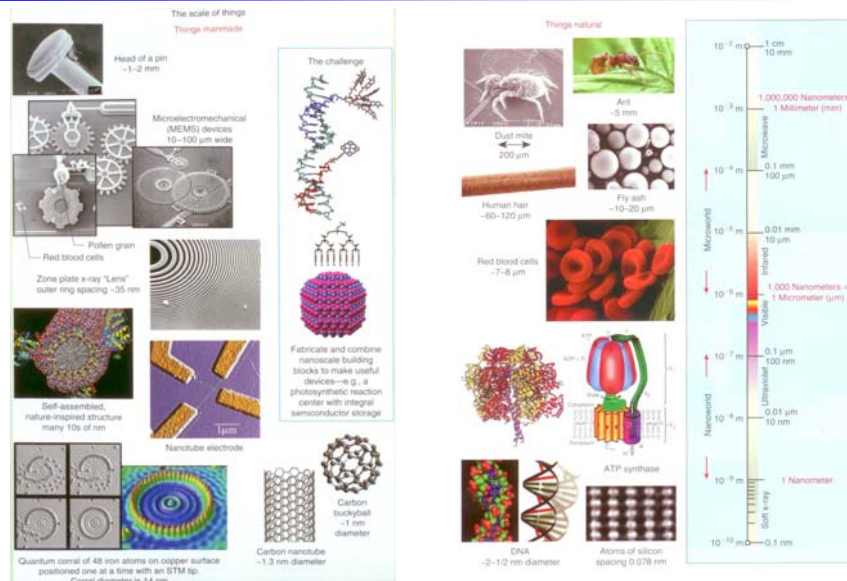 The scale of things
Things manmade
Head of a pin
~1–2 mm
Microelectromechanical
(MEMS) devices
10–100 μm wide
Pollen grain
Red blood cells
Zone plate x-ray "Lens"
outer ring spacing ~35 nm
Self-assembled,
nature-inspired structure
many 10s of nm
1μm
Nanotube electrode
Quantum corral of 48 iron atoms on copper surface
positioned one at a time with an STM tip.
Corral diameter is 14 nm
Carbon nanotube
~1.3 nm diameter
Carbon
buckyball
~1 nm
diameter
The challenge
Fabricate and combine
nanoscale building
blocks to make useful
devices—e.g., a
photosynthetic reaction
center with integral
semiconductor storage
Things natural
Dust mite
200 μm
Ant
~5 mm
Human hair
~60–120 μm
Fly ash
~10–20 μm
Red blood cells
~7–8 μm
ATP
ADP + P
ATP synthase
DNA
~2–1/2 nm diameter
Atoms of silicon
spacing 0.078 nm
10⁻² m
1 cm
10 mm
1,000,000 Nanometers
1 Millimeter (mm)
10⁻³ m
Microwave
10⁻⁴ m
0.1 mm
100 μm
Microworld
10⁻⁵ m
0.01 mm
10 μm
Infared
1,000 Nanometers =
1 Micrometer (μm)
10⁻⁶ m
Visible
10⁻⁷ m
0.1 μm
100 nm
Ultraviolet
Nanoworld
10⁻⁸ m
0.01 μm
10 nm
10⁻⁹ m
1 Nanometer
Soft x-ray
10⁻¹⁰ m
0.1 nm